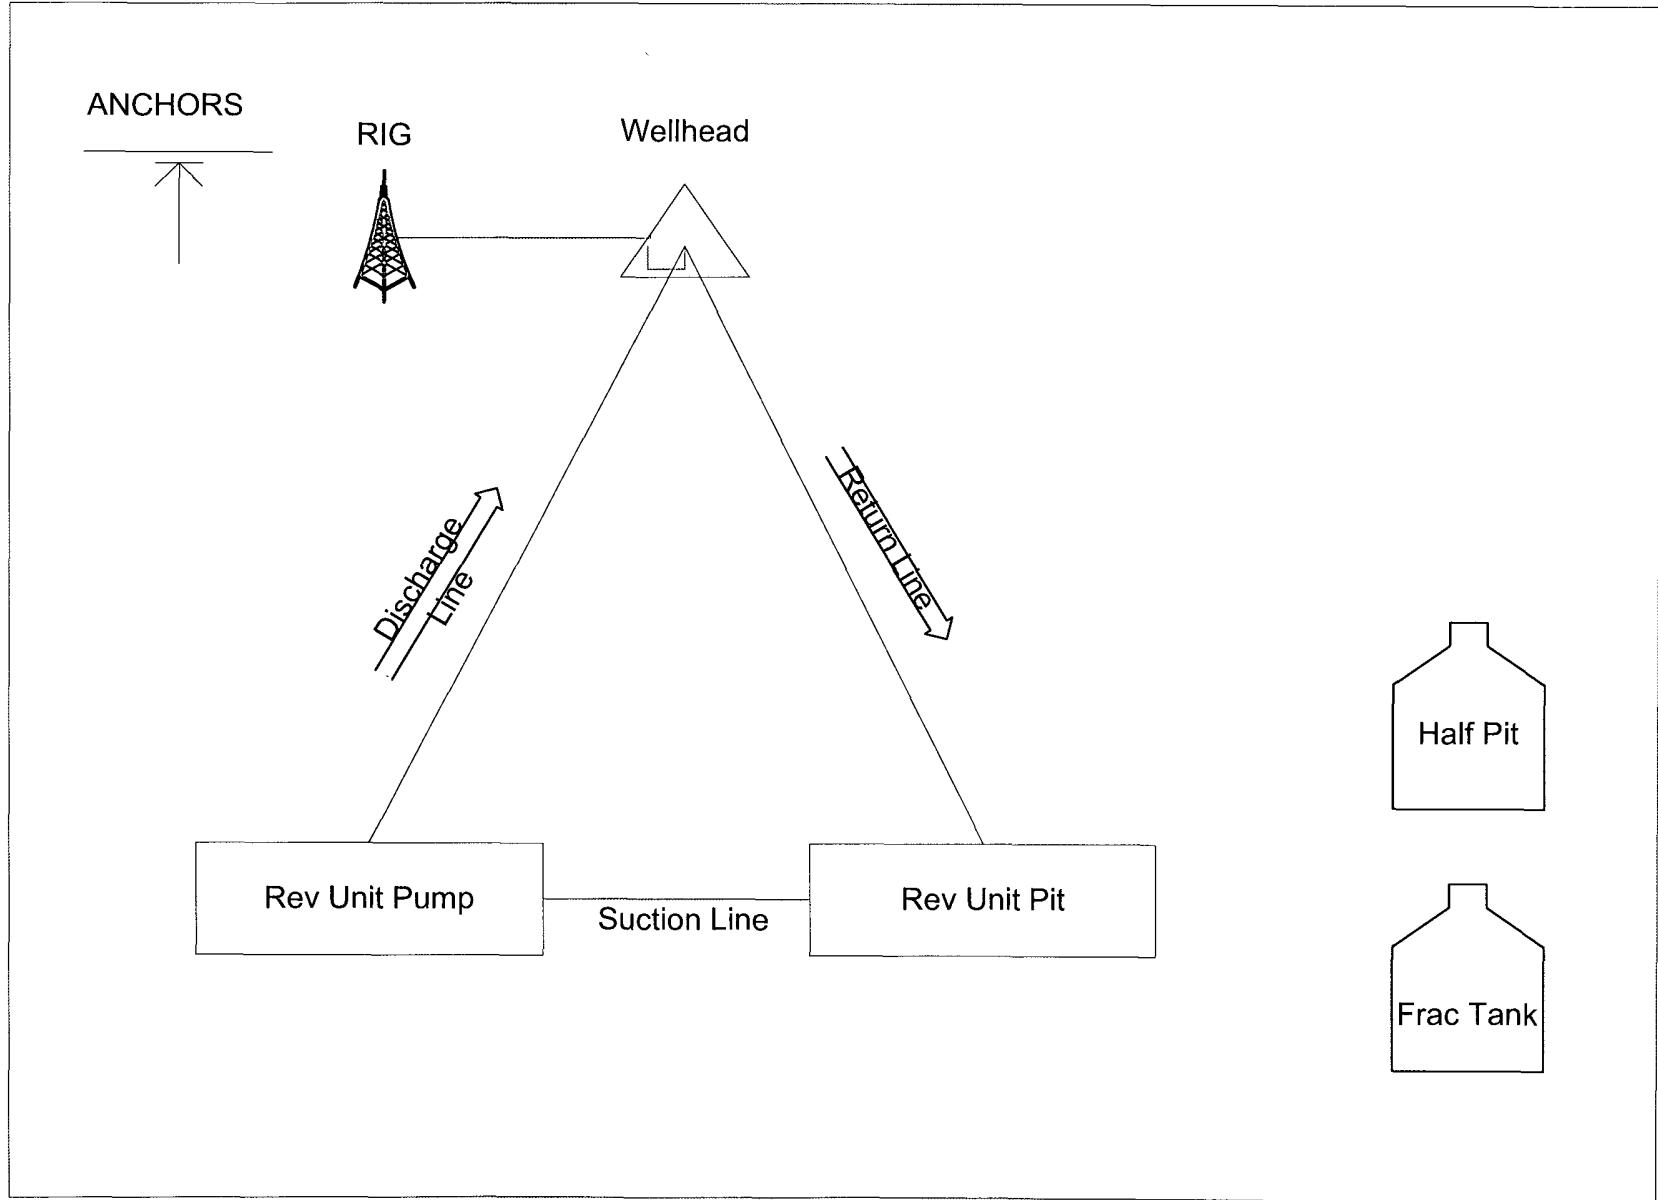 ANCHORS
RIG
Wellhead
Discharge
Line
Return Line
Half Pit
Rev Unit Pump
Suction Line
Rev Unit Pit
Frac Tank